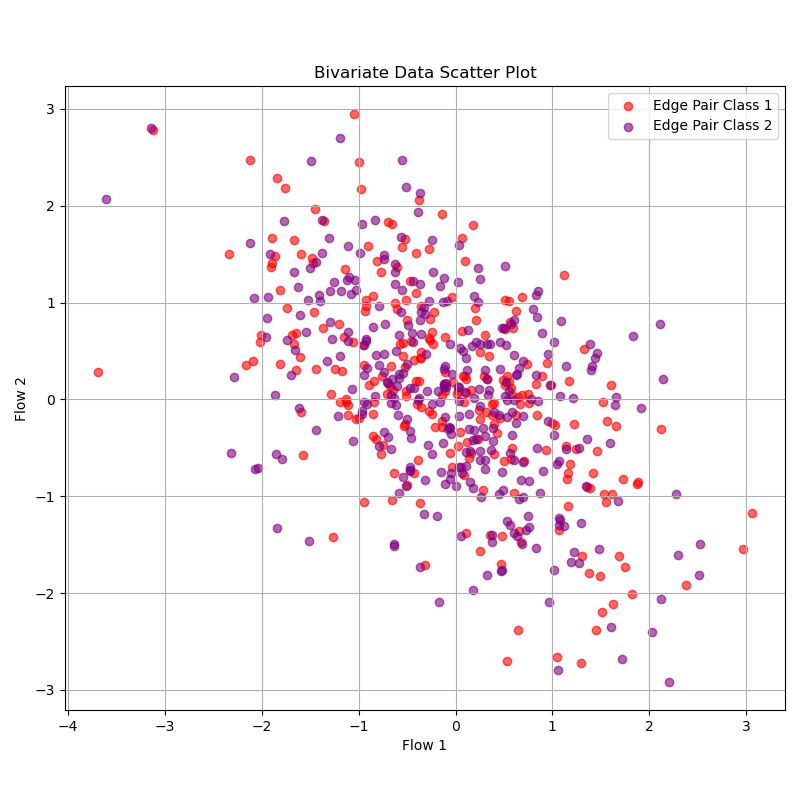 Bivariate Data Scatter Plot
Edge Pair Class 1
Edge Pair Class 2
3
2
1
0
−1
−2
−3
Flow 2
−4 −3 −2 −1 0 1 2 3
Flow 1